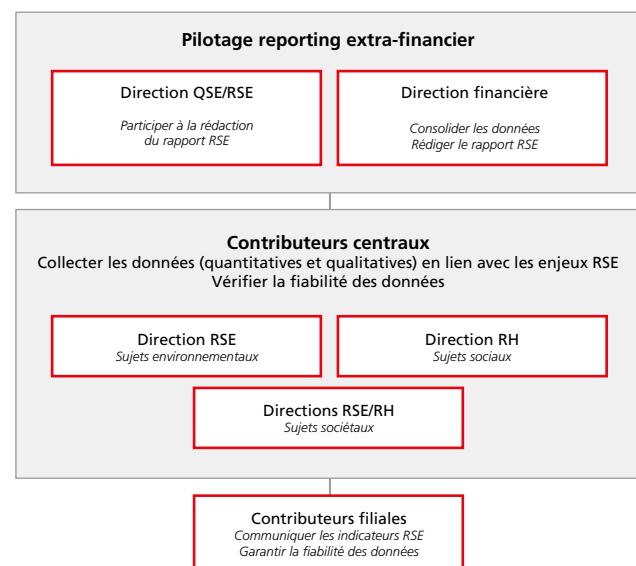 Pilotage reporting extra-financier
Direction QSE/RSE
Participer à la rédaction
du rapport RSE
Direction financière
Consolider les données
Rédiger le rapport RSE
Contributeurs centraux
Collecter les données (quantitatives et qualitatives) en lien avec les enjeux RSE
Vérifier la fiabilité des données
Direction RSE
Sujets environnementaux
Direction RH
Sujets sociaux
Directions RSE/RH
Sujets sociétaux
Contributeurs filiales
Communiquer les indicateurs RSE
Garantir la fiabilité des données